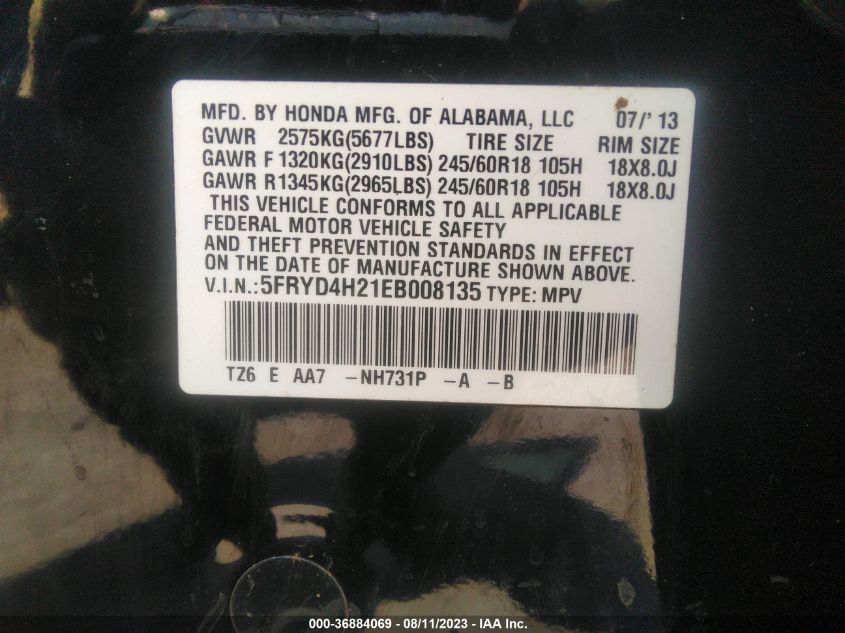 MFD. BY HONDA MFG. OF ALABAMA, LLC 07/' 13
GVWR 2575KG(5677LBS) TIRE SIZE RIM SIZE
GAWR F 1320KG(2910LBS) 245/60R18 105H 18X8.0J
GAWR R1345KG(2965LBS) 245/60R18 105H 18X8.0J
THIS VEHICLE CONFORMS TO ALL APPLICABLE
FEDERAL MOTOR VEHICLE SAFETY
AND THEFT PREVENTION STANDARDS IN EFFECT
ON THE DATE OF MANUFACTURE SHOWN ABOVE.
V.I.N.:5FRYD4H21EB008135 TYPE: MPV
TZ6 E AA7 -NH731P -A -B
000-36884069 - 08/11/2023 - IAA Inc.